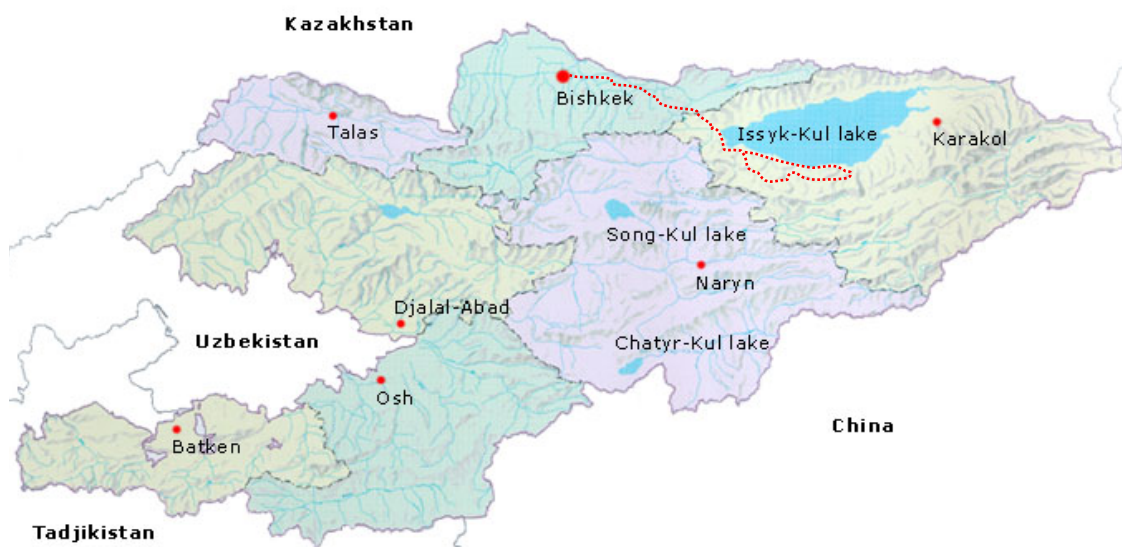 Kazakhstan
Bishkek
Talas
Issyk-Kul lake
Karakol
Song-Kul lake
Naryn
Djalal-Abad
Uzbekistan
Chatyr-Kul lake
Osh
China
Batken
Tadjikistan